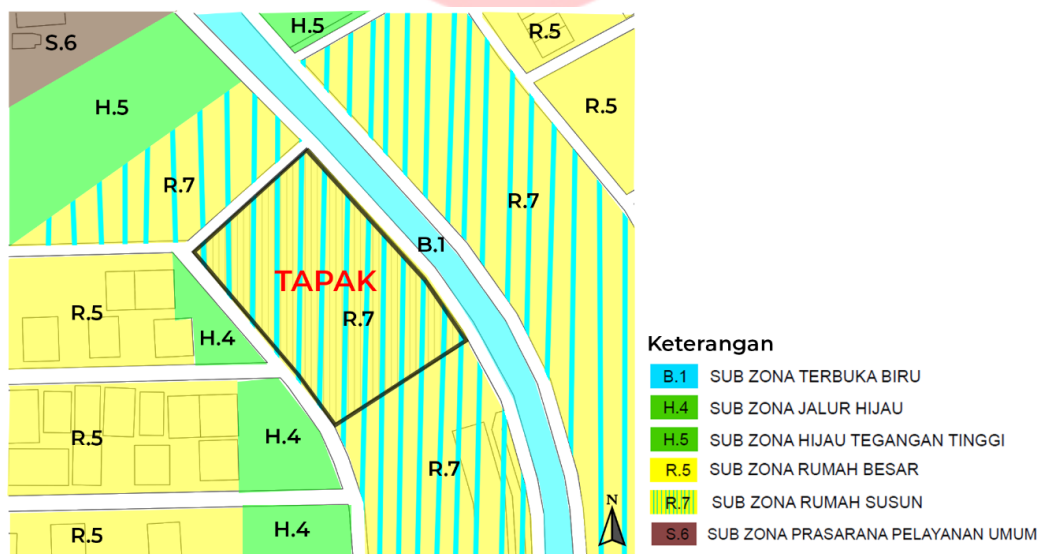 S.6
H.5
R.5
H.5
R.5
R.7
R.7
B.1
TAPAK
R.7
R.5
H.4
R.5
H.4
R.7
R.5
H.4
N
Keterangan
B.1 SUB ZONA TERBUKA BIRU
H.4 SUB ZONA JALUR HIJAU
H.5 SUB ZONA HIJAU TEGANGAN TINGGI
R.5 SUB ZONA RUMAH BESAR
R.7 SUB ZONA RUMAH SUSUN
S.6 SUB ZONA PRASARANA PELAYANAN UMUM